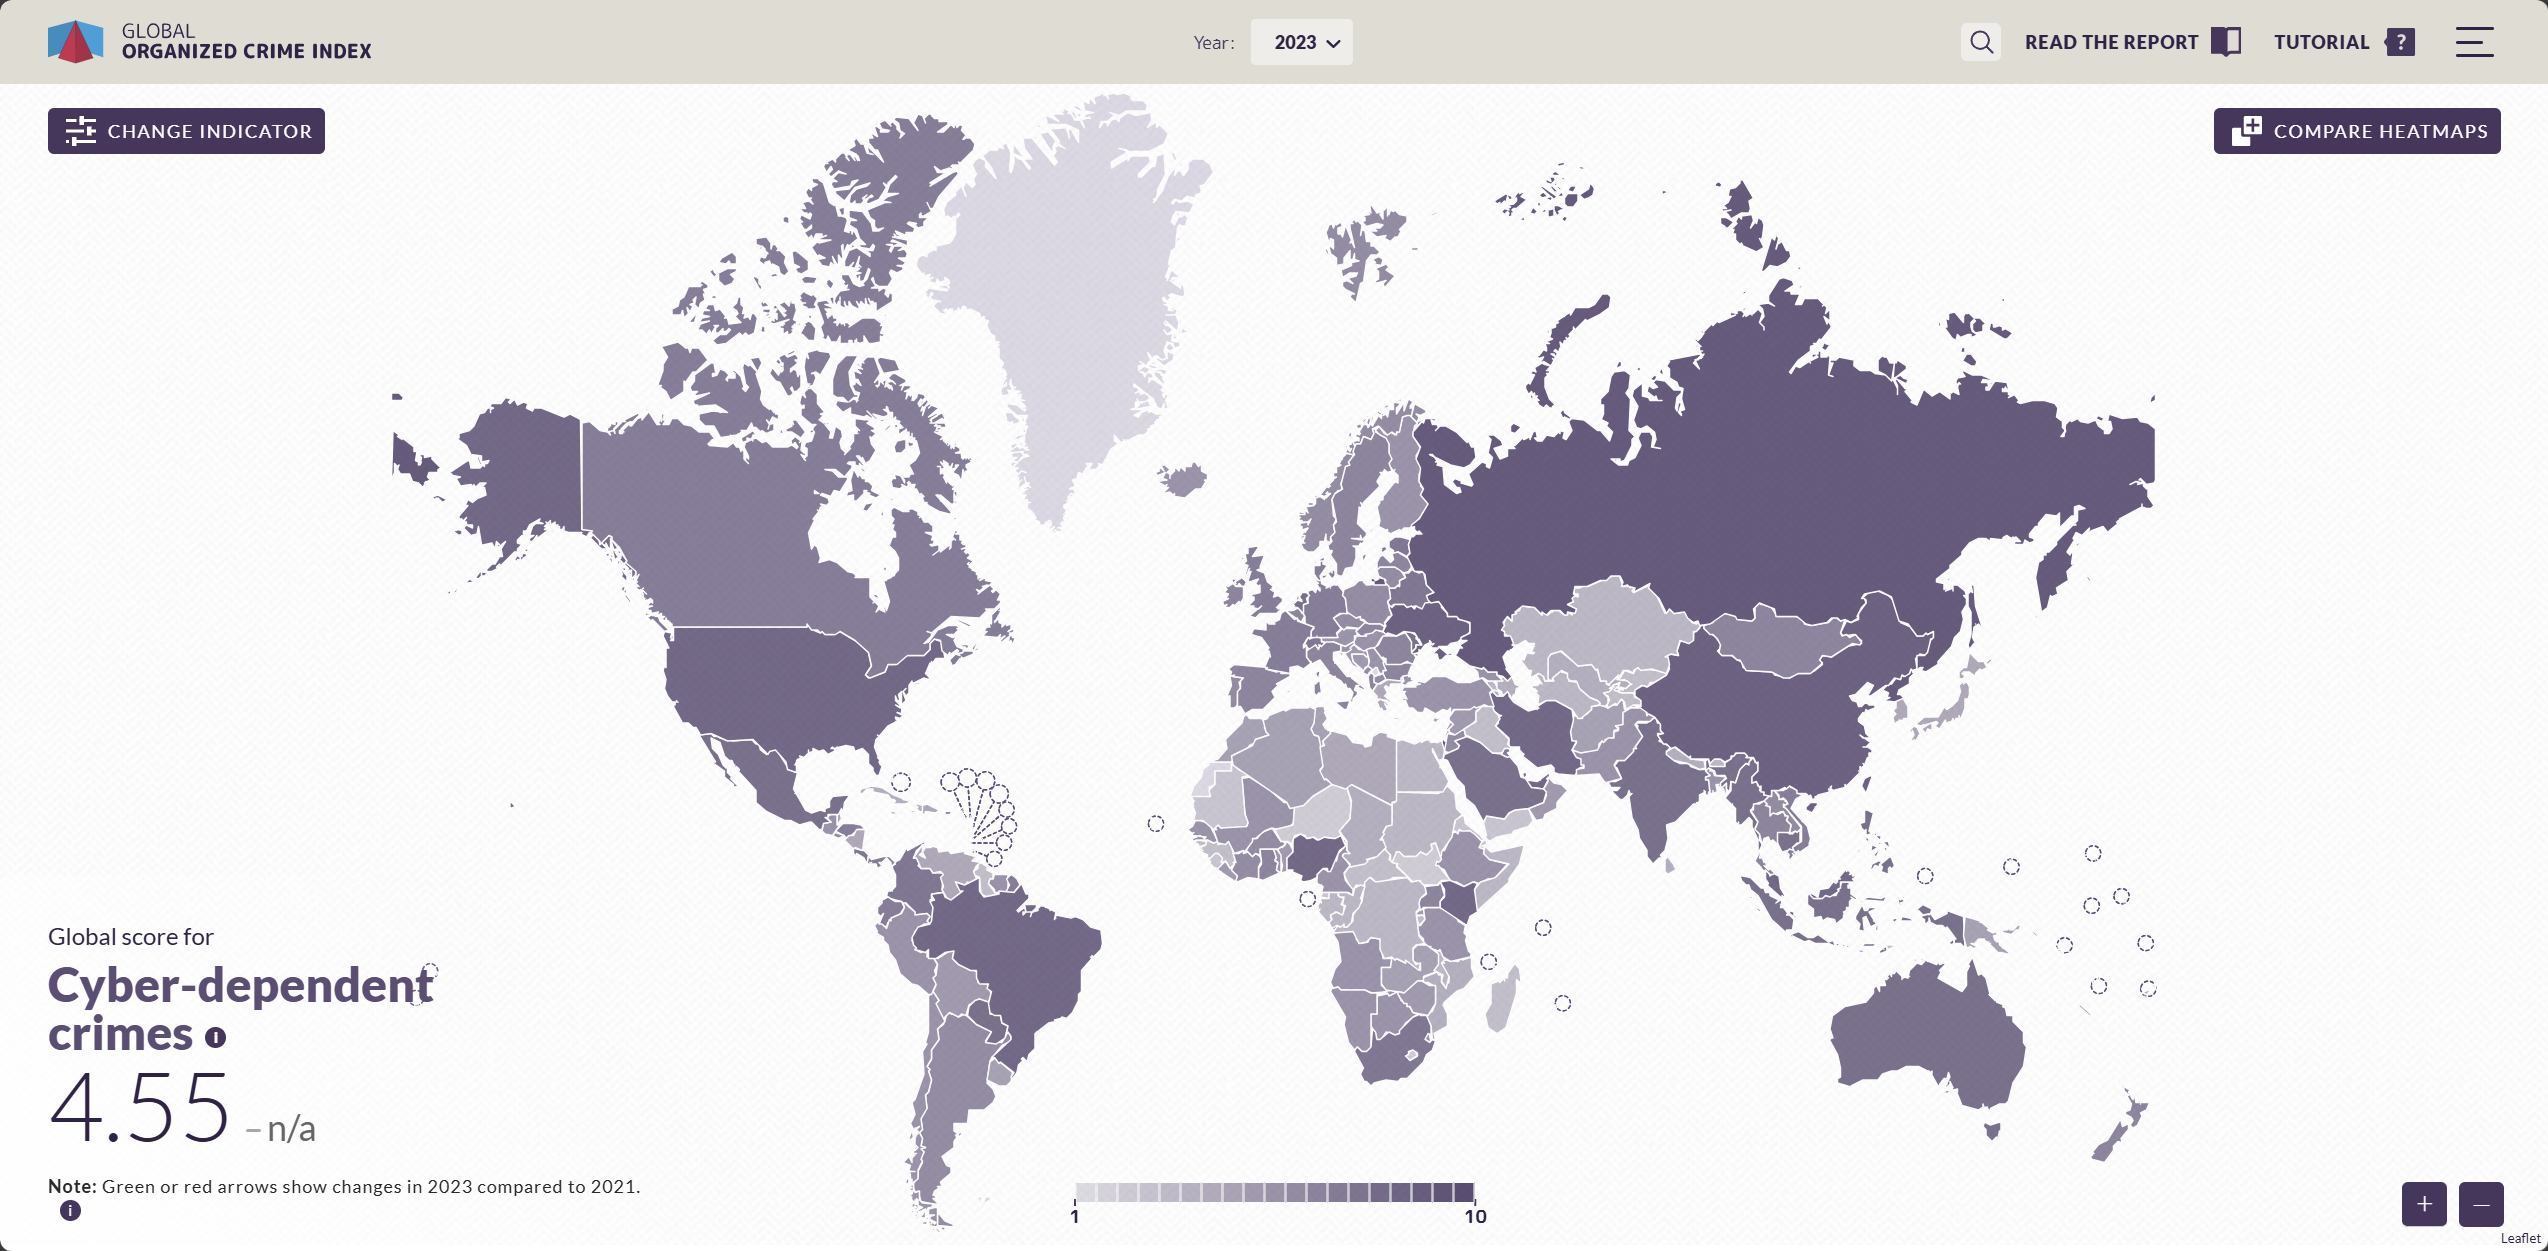 GLOBAL
ORGANIZED CRIME INDEX
Year: 2023
READ THE REPORT
TUTORIAL ?
CHANGE INDICATOR
COMPARE HEATMAPS
Global score for
Cyber-dependent
crimes i
4.55 – n/a
Note: Green or red arrows show changes in 2023 compared to 2021.
i
1 10
+ −
Leaflet